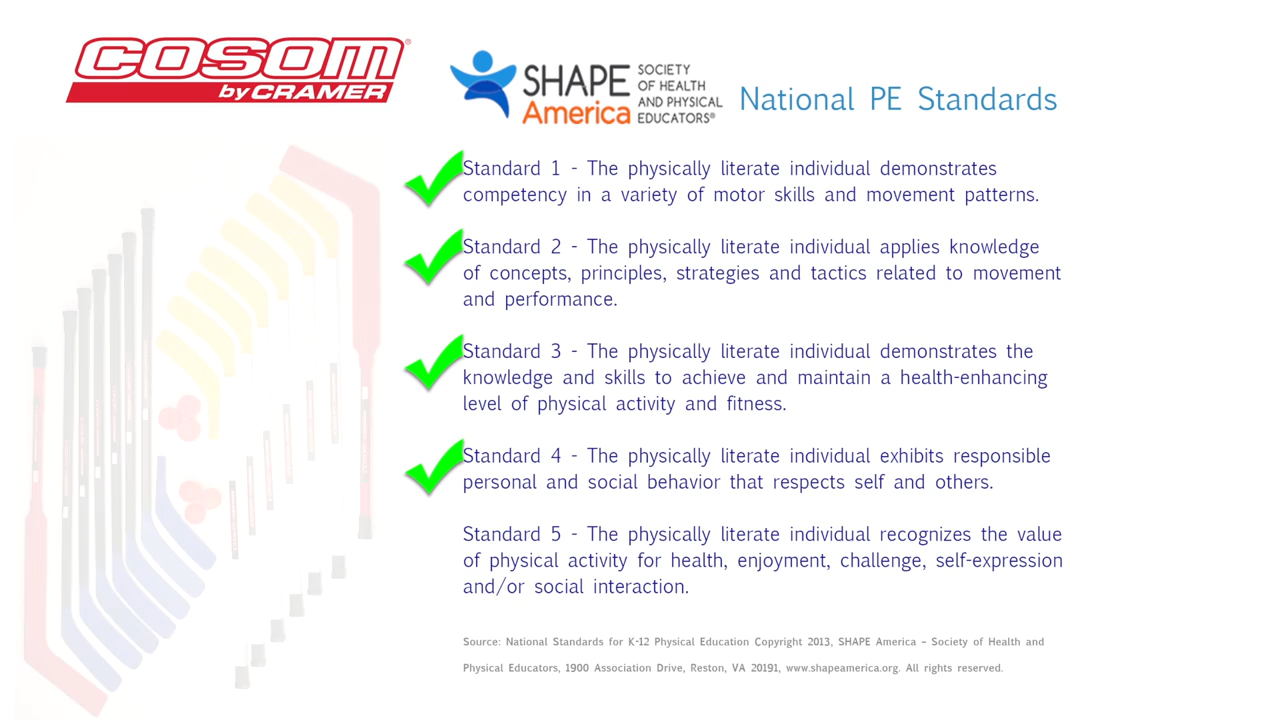 COSOM®
by CRAMER
SHAPE America
SOCIETY
OF HEALTH
AND PHYSICAL
EDUCATORS®
National PE Standards
Standard 1 - The physically literate individual demonstrates
competency in a variety of motor skills and movement patterns.
Standard 2 - The physically literate individual applies knowledge
of concepts, principles, strategies and tactics related to movement
and performance.
Standard 3 - The physically literate individual demonstrates the
knowledge and skills to achieve and maintain a health-enhancing
level of physical activity and fitness.
Standard 4 - The physically literate individual exhibits responsible
personal and social behavior that respects self and others.
Standard 5 - The physically literate individual recognizes the value
of physical activity for health, enjoyment, challenge, self-expression
and/or social interaction.
Source: National Standards for K-12 Physical Education Copyright 2013, SHAPE America – Society of Health and
Physical Educators, 1900 Association Drive, Reston, VA 20191, www.shapeamerica.org. All rights reserved.